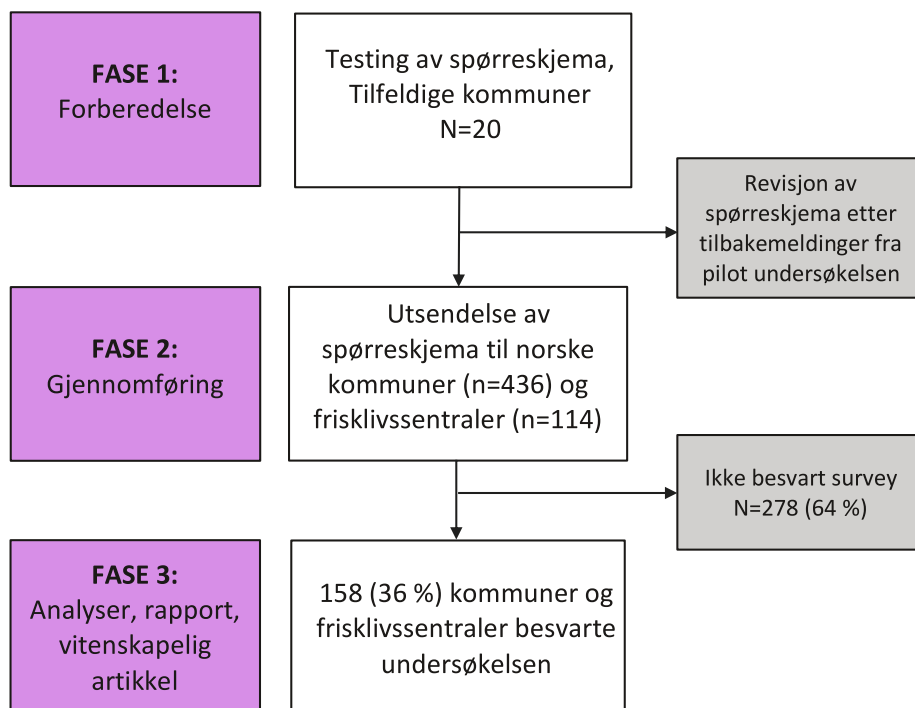 FASE 1:
Forberedelse
Testing av spørreskjema,
Tilfeldige kommuner
N=20
Revisjon av
spørreskjema etter
tilbakemeldinger fra
pilot undersøkelsen
FASE 2:
Gjennomføring
Utsendelse av
spørreskjema til norske
kommuner (n=436) og
frisklivssentraler (n=114)
Ikke besvart survey
N=278 (64 %)
FASE 3:
Analyser, rapport,
vitenskapelig
artikkel
158 (36 %) kommuner og
frisklivssentraler besvarte
undersøkelsen